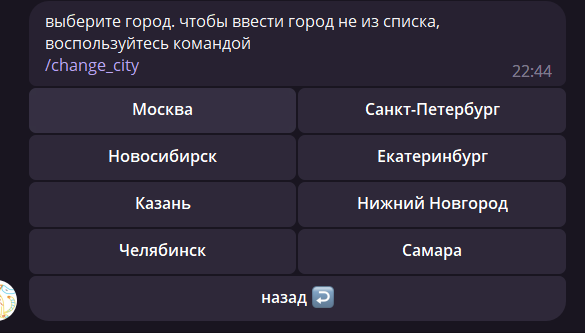 выберите город. чтобы ввести город не из списка,
воспользуйтесь командой
/change_city
22:44
Москва
Санкт-Петербург
Новосибирск
Екатеринбург
Казань
Нижний Новгород
Челябинск
Самара
назад